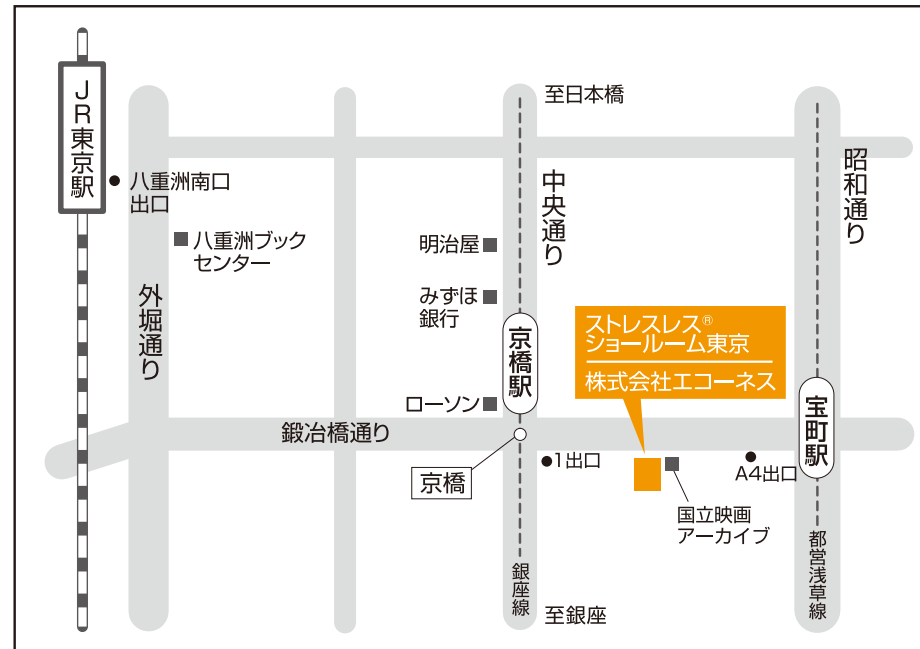 JR東京駅
八重洲南口
出口
八重洲ブック
センター
外堀通り
至日本橋
中央通り
昭和通り
明治屋
みずほ
銀行
京橋駅
ストレスレス®
ショールーム東京
株式会社エコーネス
ローソン
鍛冶橋通り
宝町駅
京橋
1出口
A4出口
国立映画
アーカイブ
銀座線
至銀座
都営浅草線